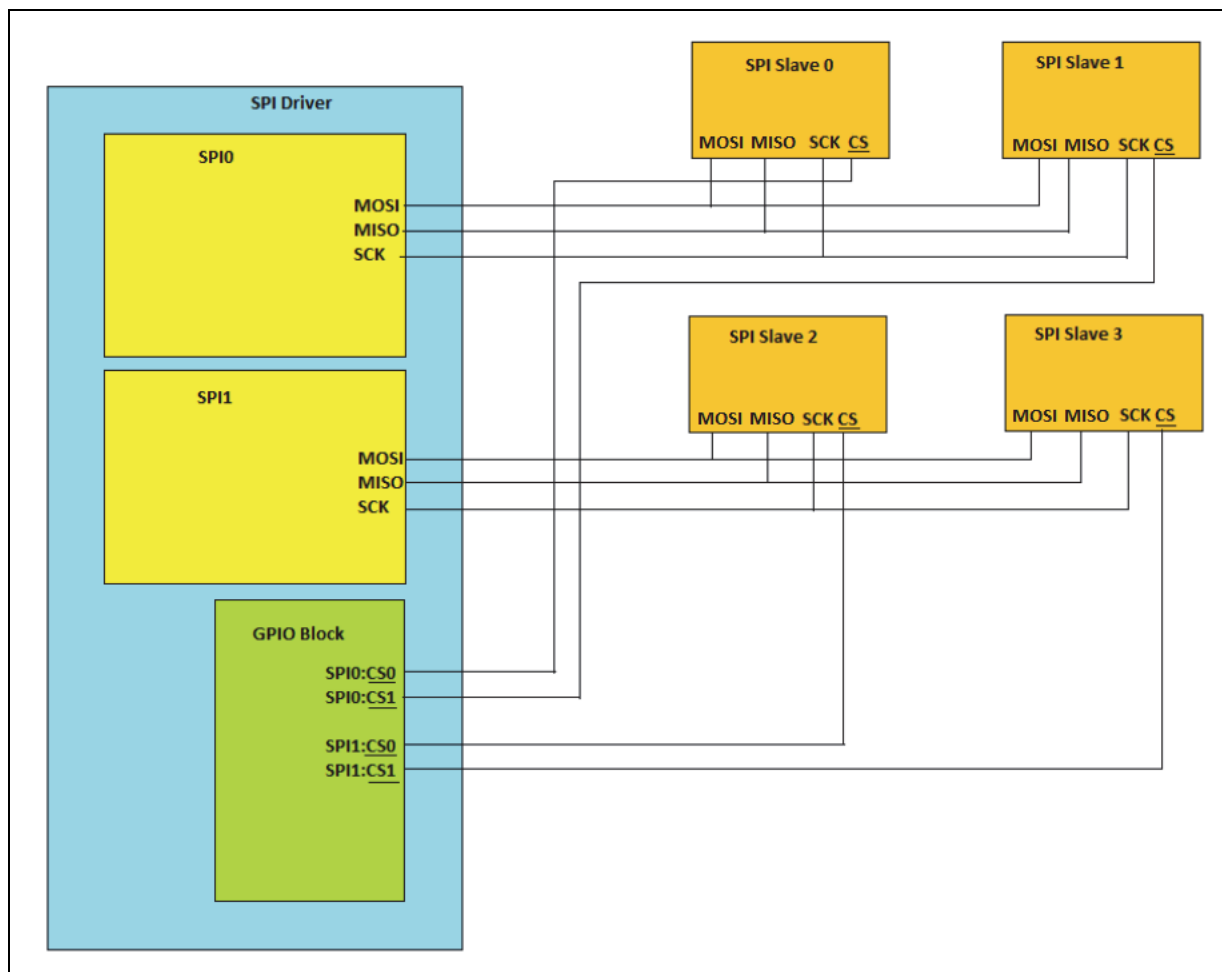 SPI Driver
SPI0
MOSI
MISO
SCK
SPI1
MOSI
MISO
SCK
GPIO Block
SPI0:CS0
SPI0:CS1
SPI1:CS0
SPI1:CS1
SPI Slave 0
MOSI MISO SCK CS
SPI Slave 1
MOSI MISO SCK CS
SPI Slave 2
MOSI MISO SCK CS
SPI Slave 3
MOSI MISO SCK CS